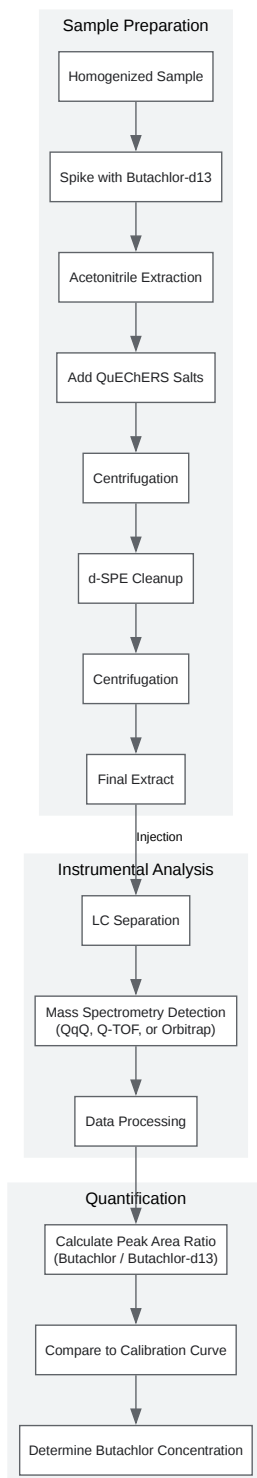 Sample Preparation
Homogenized Sample
Spike with Butachlor-d13
Acetonitrile Extraction
Add QuEChERS Salts
Centrifugation
d-SPE Cleanup
Centrifugation
Final Extract
Injection
Instrumental Analysis
LC Separation
Mass Spectrometry Detection
(QqQ, Q-TOF, or Orbitrap)
Data Processing
Quantification
Calculate Peak Area Ratio
(Butachlor / Butachlor-d13)
Compare to Calibration Curve
Determine Butachlor Concentration